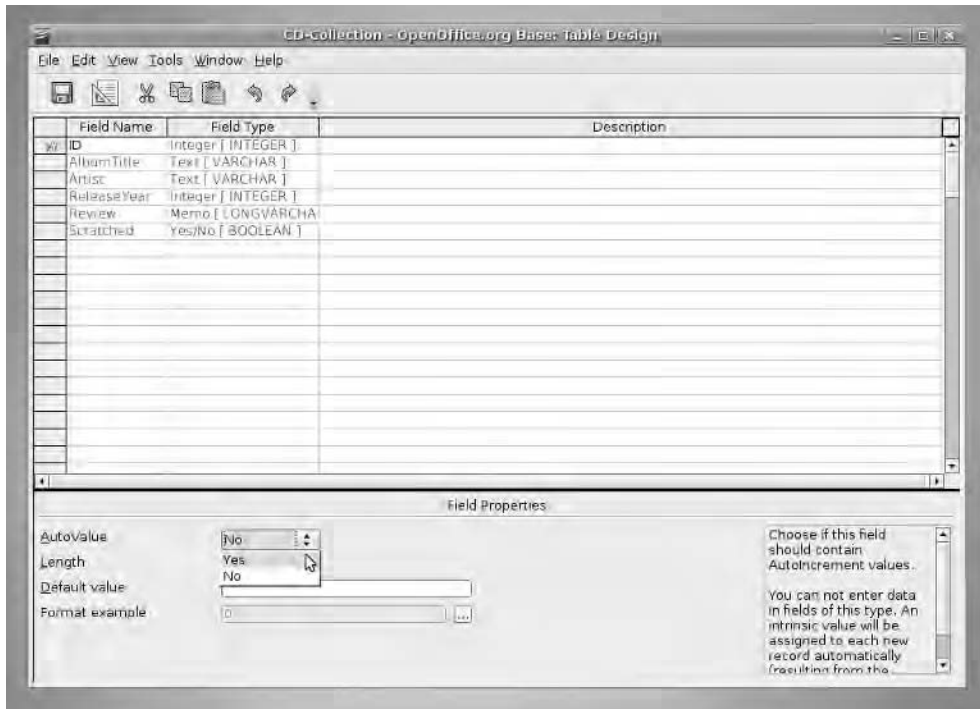 CD-Collection - OpenOffice.org Base: Table Design
File Edit View Tools Window Help
Field Name Field Type Description
ID Integer [ INTEGER ]
AlbumTitle Text [ VARCHAR ]
Artist Text [ VARCHAR ]
ReleaseYear Integer [ INTEGER ]
Review Memo [ LONGVARCHA
Scratched Yes/No [ BOOLEAN ]
Field Properties
AutoValue No
Yes
No
Length
Default value
Format example 0 ...
Choose if this field
should contain
AutoIncrement values.
You can not enter data
in fields of this type. An
intrinsic value will be
assigned to each new
record automatically
(resulting from the